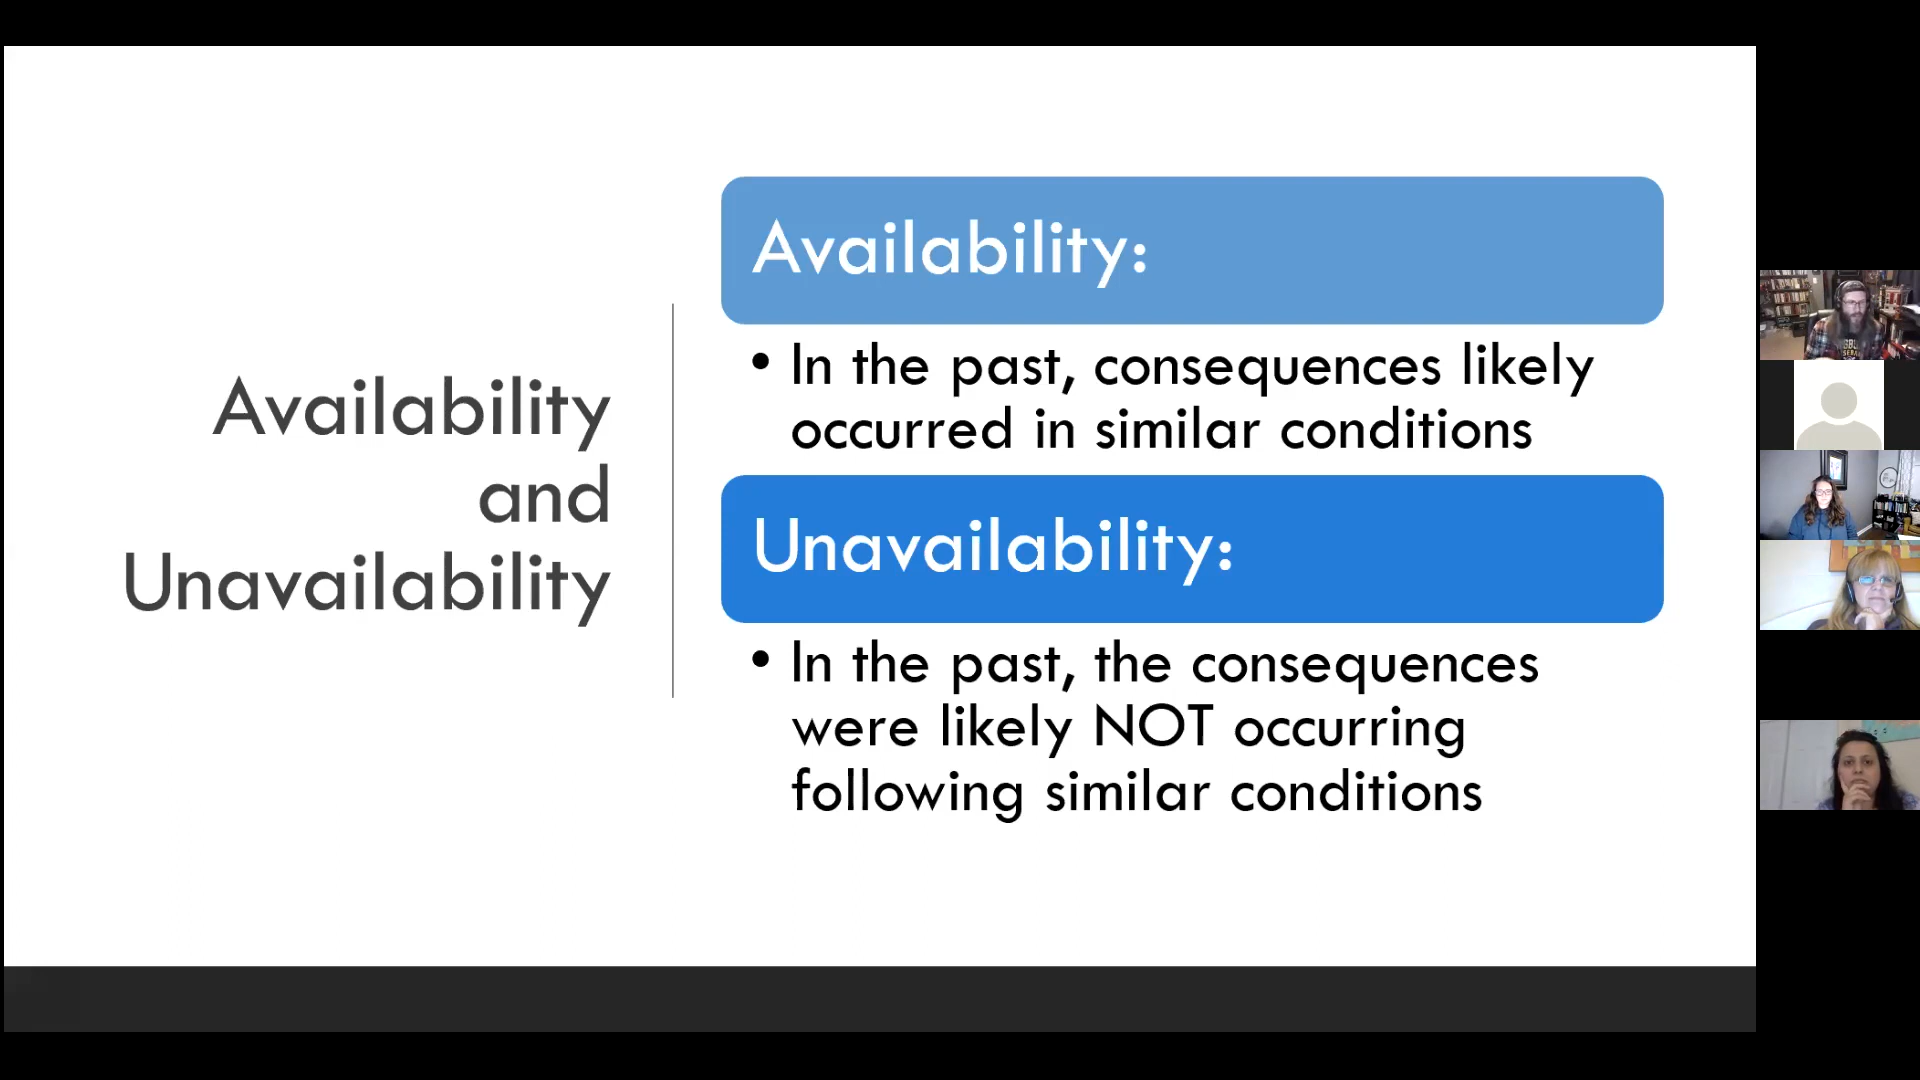 Availability
and
Unavailability
Availability:
• In the past, consequences likely
occurred in similar conditions
Unavailability:
• In the past, the consequences
were likely NOT occurring
following similar conditions